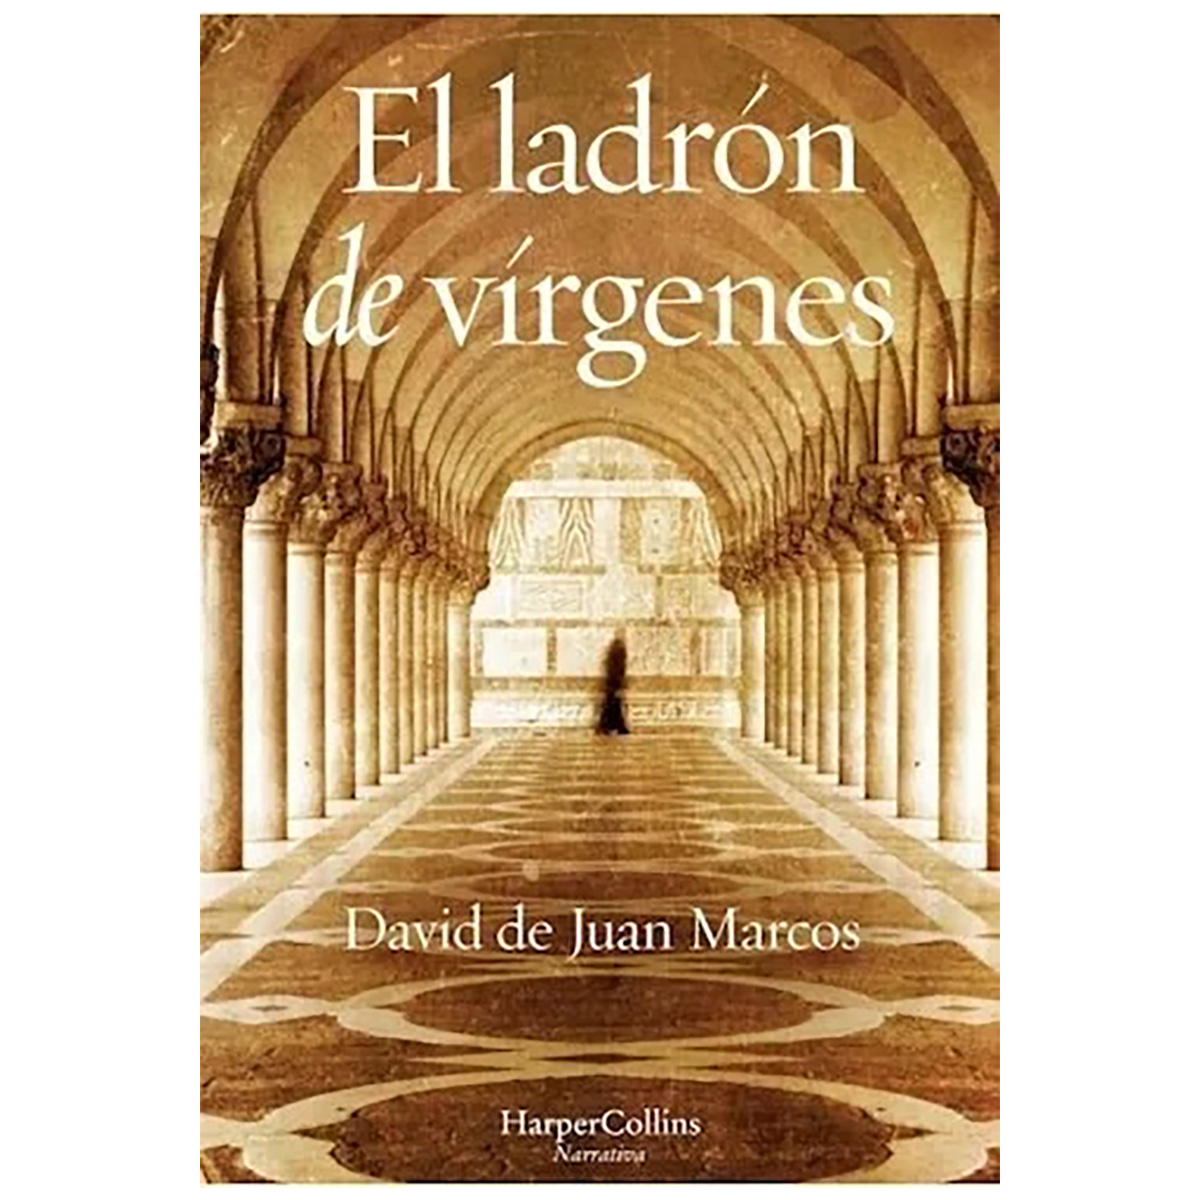 El ladrón
de vírgenes
David de Juan Marcos
HarperCollins
Narrativa